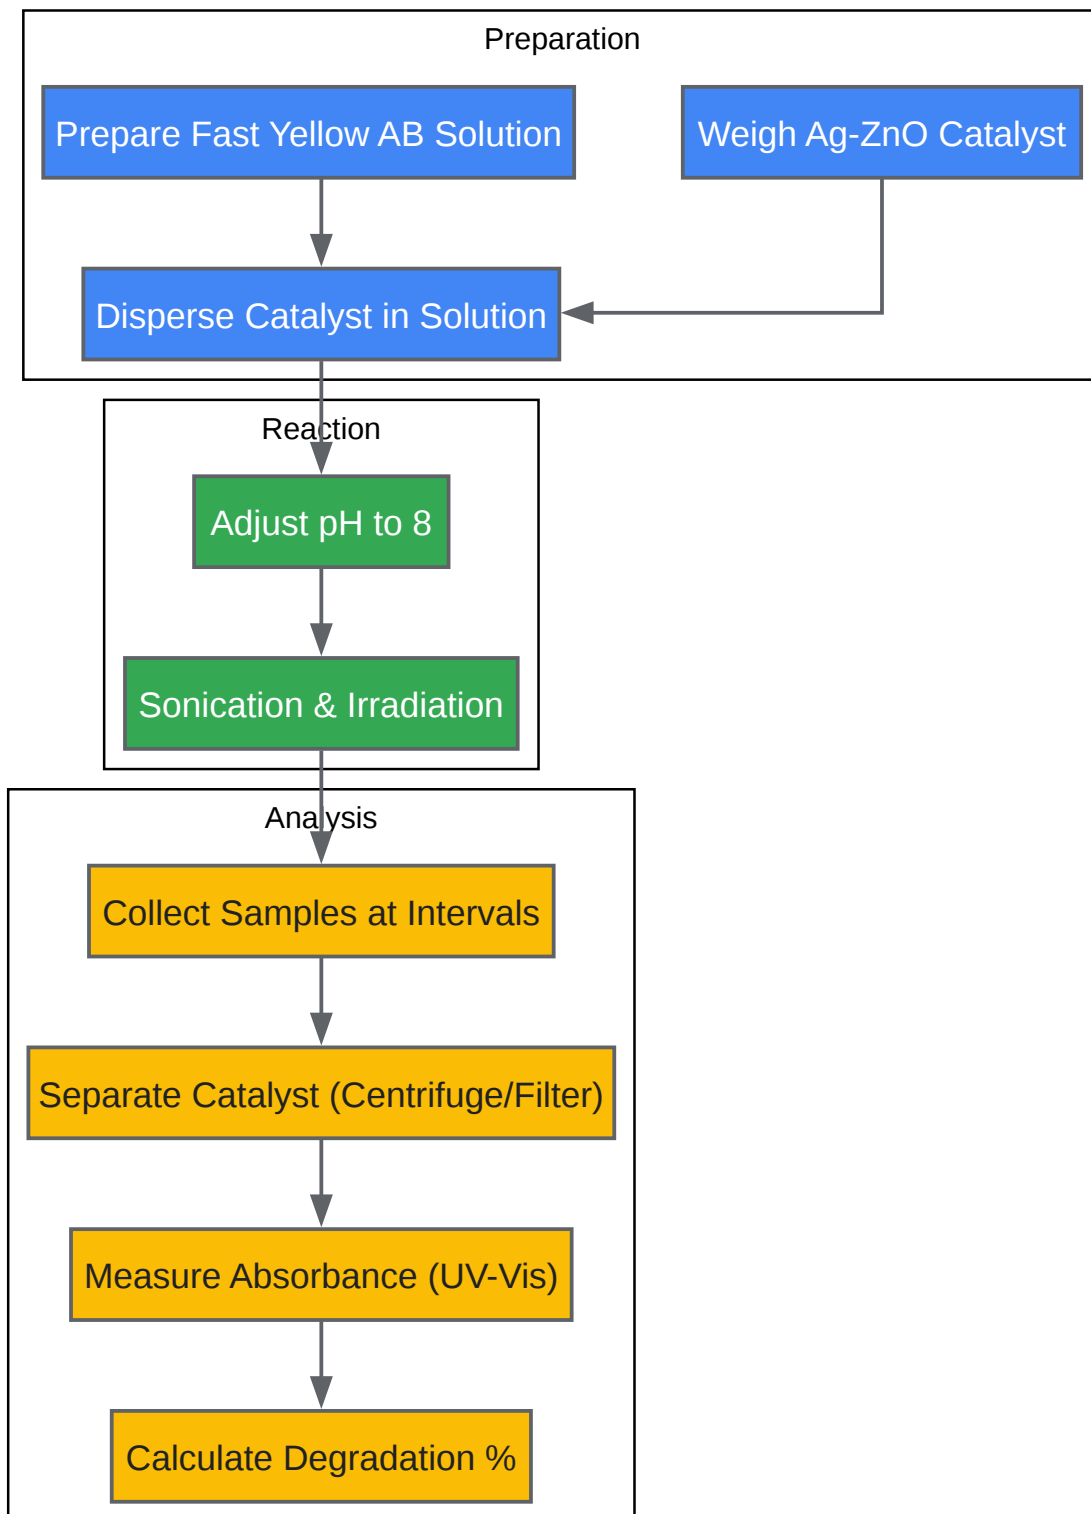 Preparation
Prepare Fast Yellow AB Solution
Weigh Ag-ZnO Catalyst
Disperse Catalyst in Solution
Reaction
Adjust pH to 8
Sonication & Irradiation
Analysis
Collect Samples at Intervals
Separate Catalyst (Centrifuge/Filter)
Measure Absorbance (UV-Vis)
Calculate Degradation %